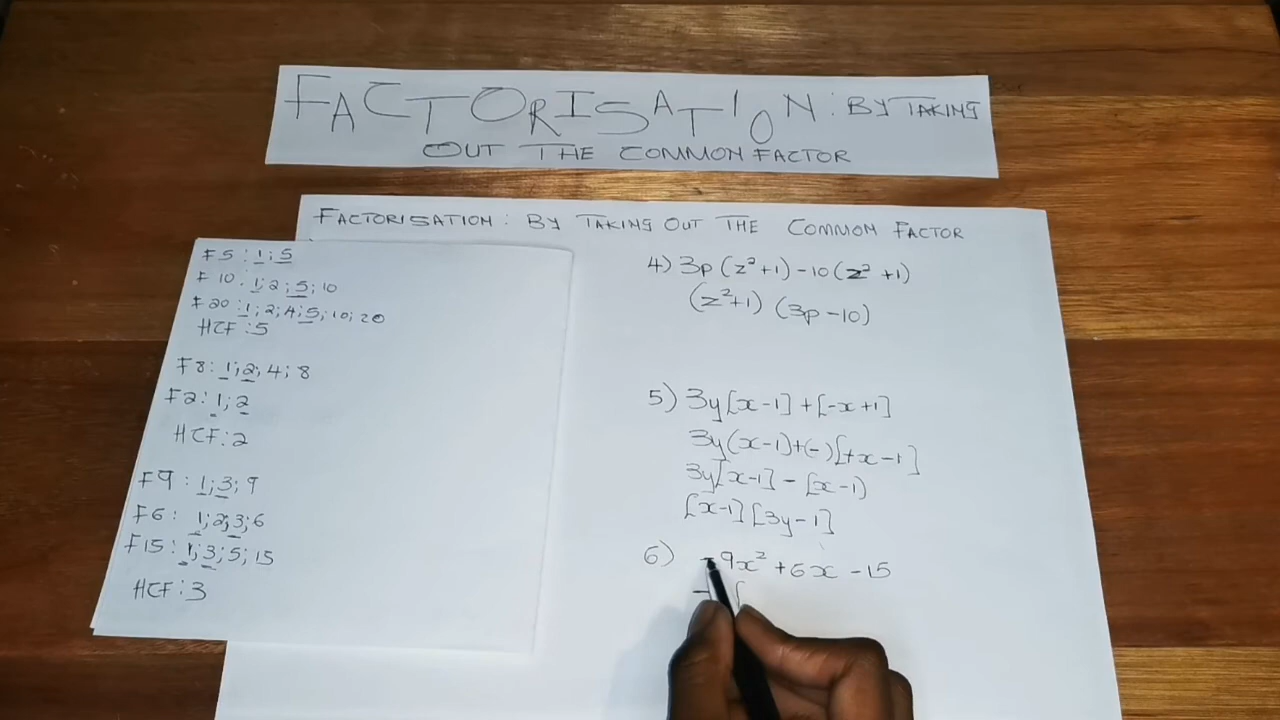 FACTORISATION: BY TAKING
OUT THE COMMON FACTOR
FACTORISATION: BY TAKING OUT THE COMMON FACTOR
F5: 1; 5
F10: 1; 2; 5; 10
F20: 1; 2; 4; 5; 10; 20
HCF: 5
F8: 1; 2; 4; 8
F2: 1; 2
HCF: 2
F9: 1; 3; 9
F6: 1; 2; 3; 6
F15: 1; 3; 5; 15
HCF: 3
4) 3p(z²+1)-10(z²+1)
(z²+1)(3p-10)
5) 3y[x-1]+[-x+1]
3y(x-1)+(-)[+x-1]
3y[x-1]-[x-1)
[x-1][3y-1]
6) -9x²+6x-15